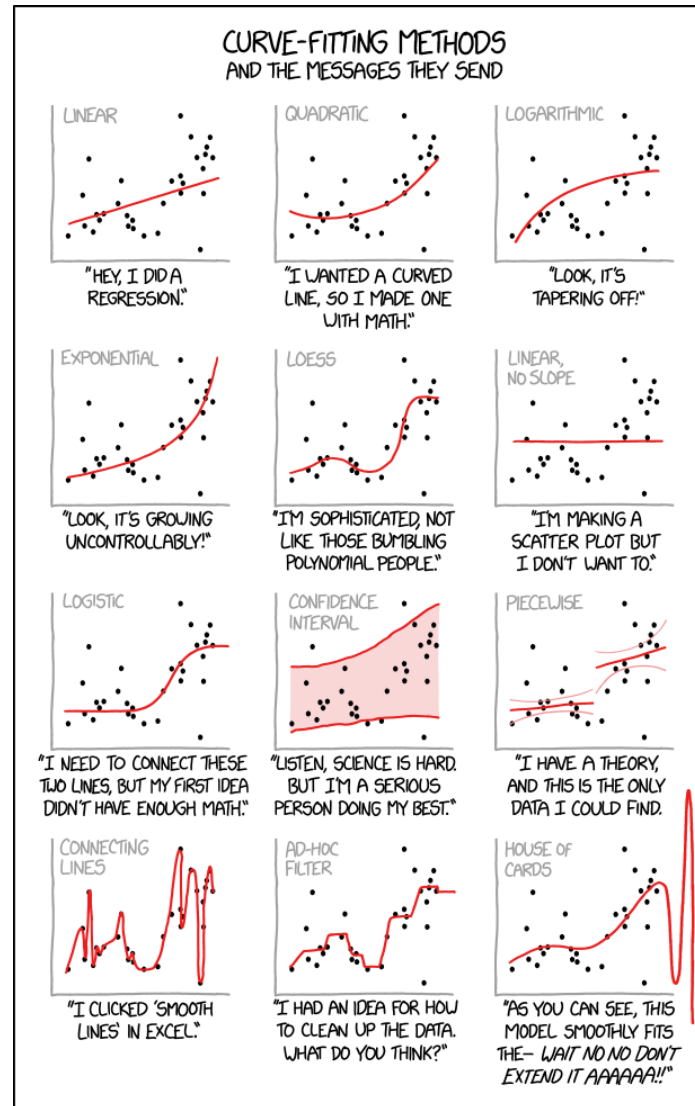 CURVE-FITTING METHODS
AND THE MESSAGES THEY SEND
LINEAR
"HEY, I DID A
REGRESSION."
QUADRATIC
"I WANTED A CURVED
LINE, SO I MADE ONE
WITH MATH."
LOGARITHMIC
"LOOK, IT'S
TAPERING OFF!"
EXPONENTIAL
"LOOK, IT'S GROWING
UNCONTROLLABLY!"
LOESS
"I'M SOPHISTICATED, NOT
LIKE THOSE BUMBLING
POLYNOMIAL PEOPLE."
LINEAR,
NO SLOPE
"I'M MAKING A
SCATTER PLOT BUT
I DON'T WANT TO."
LOGISTIC
"I NEED TO CONNECT THESE
TWO LINES, BUT MY FIRST IDEA
DIDN'T HAVE ENOUGH MATH."
CONFIDENCE
INTERVAL
"LISTEN, SCIENCE IS HARD.
BUT I'M A SERIOUS
PERSON DOING MY BEST."
PIECEWISE
"I HAVE A THEORY,
AND THIS IS THE ONLY
DATA I COULD FIND.
CONNECTING
LINES
"I CLICKED 'SMOOTH
LINES' IN EXCEL."
AD-HOC
FILTER
"I HAD AN IDEA FOR HOW
TO CLEAN UP THE DATA.
WHAT DO YOU THINK?"
HOUSE OF
CARDS
"AS YOU CAN SEE, THIS
MODEL SMOOTHLY FITS
THE- WAIT NO NO DON'T
EXTEND IT AAAAAA!!"